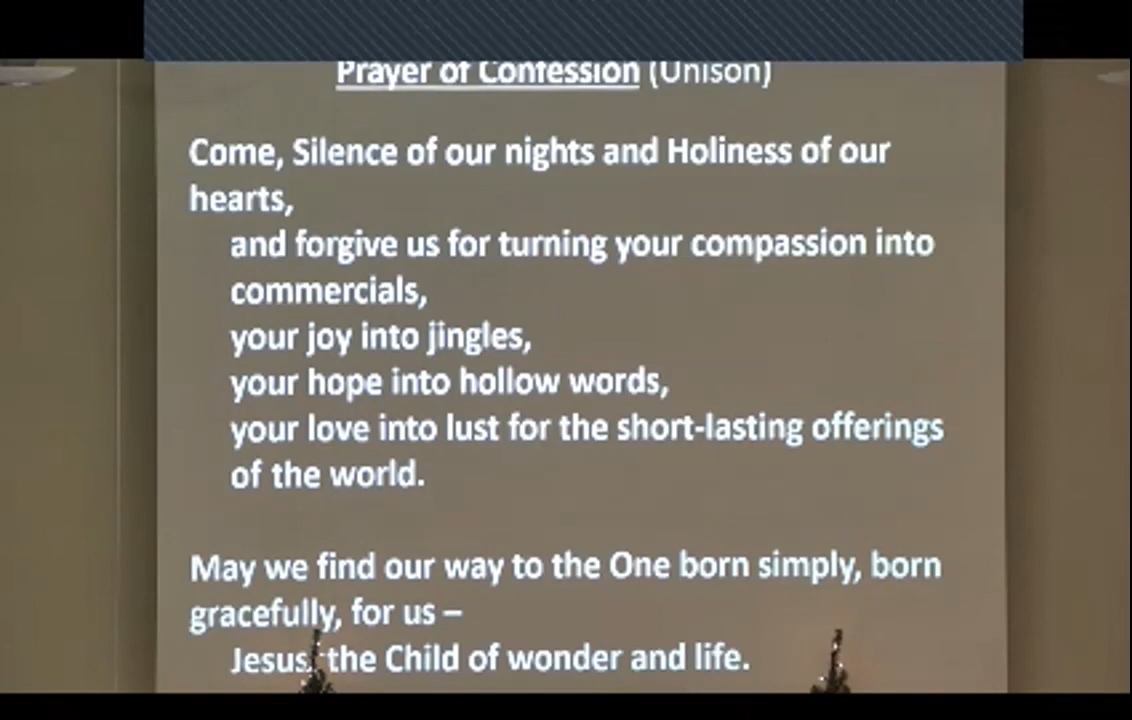 Prayer of Confession (Unison)
Come, Silence of our nights and Holiness of our
hearts,
and forgive us for turning your compassion into
commercials,
your joy into jingles,
your hope into hollow words,
your love into lust for the short-lasting offerings
of the world.
May we find our way to the One born simply, born
gracefully, for us –
Jesus, the Child of wonder and life.